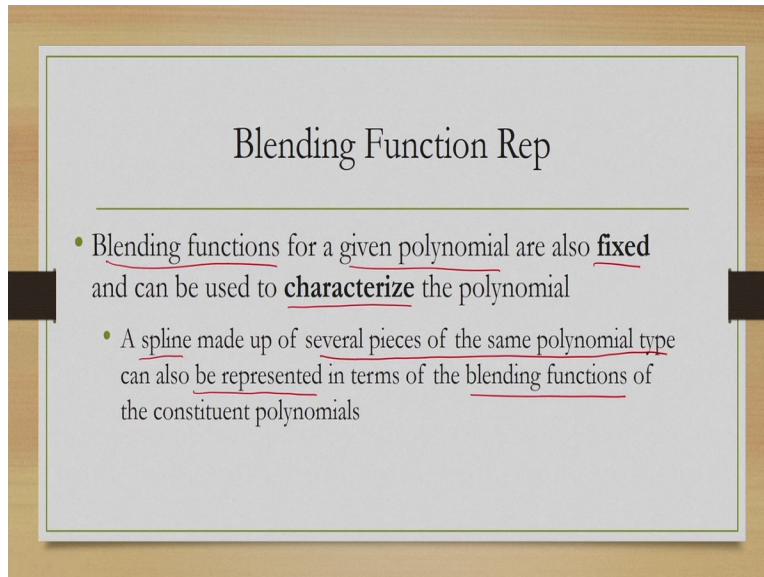 Blending Function Rep
• Blending functions for a given polynomial are also fixed
and can be used to characterize the polynomial
• A spline made up of several pieces of the same polynomial type
can also be represented in terms of the blending functions of
the constituent polynomials